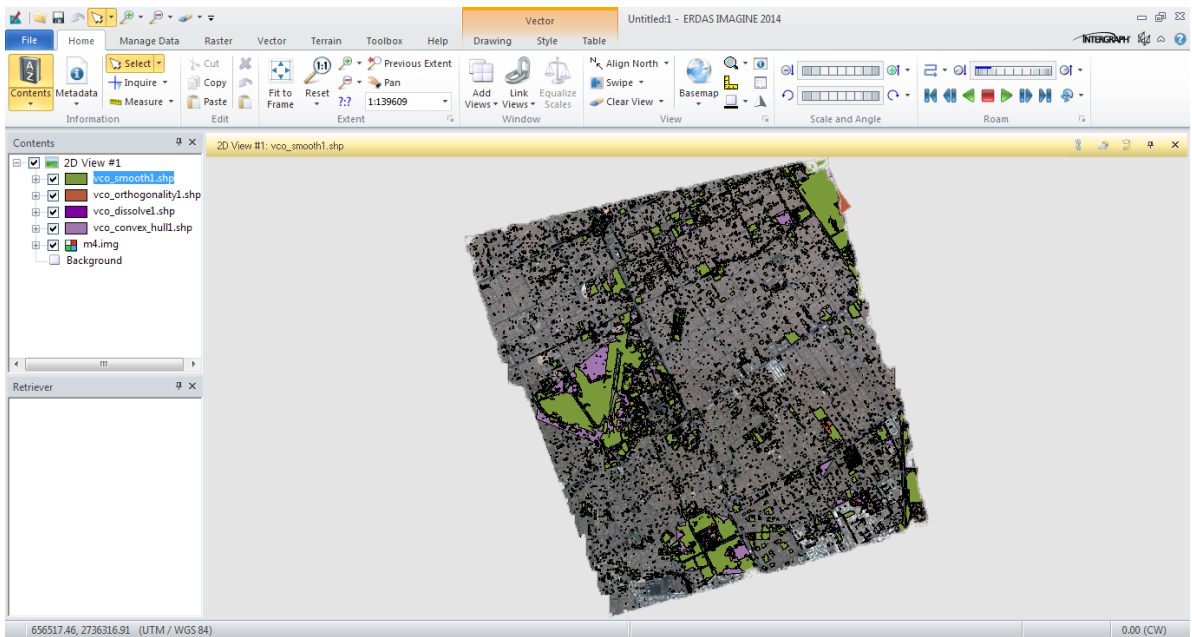 Vector
Untitled:1 - ERDAS IMAGINE 2014
File Home Manage Data Raster Vector Terrain Toolbox Help Drawing Style Table
INTERGRAPH
Contents Metadata
Select
Inquire
Measure
Information
Cut
Copy
Paste
Edit
Fit to Frame
1:1
Reset
?:?
Previous Extent
Pan
1:139609
Extent
Add Views
Link Views
Equalize Scales
Window
Align North
Swipe
Clear View
Basemap
View
Scale and Angle
Roam
Contents
2D View #1
vco_smooth1.shp
vco_orthogonality1.shp
vco_dissolve1.shp
vco_convex_hull1.shp
m4.img
Background
Retriever
2D View #1: vco_smooth1.shp
656517.46, 2736316.91 (UTM / WGS 84)
0.00 (CW)